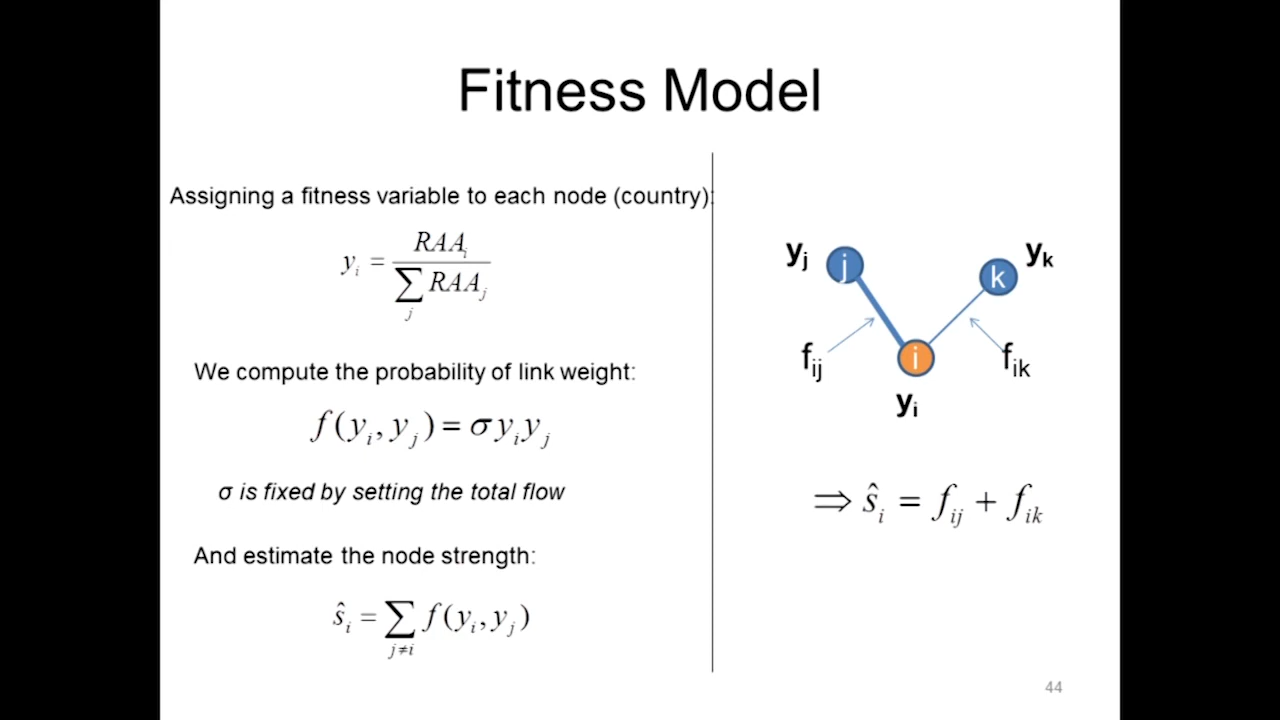 Fitness Model
Assigning a fitness variable to each node (country):
y_i = RAA_i / ∑_j RAA_j
We compute the probability of link weight:
f(y_i, y_j) = σ y_i y_j
σ is fixed by setting the total flow
And estimate the node strength:
ŝ_i = ∑_{j≠i} f(y_i, y_j)
y_j j k y_k
f_ij i f_ik
y_i
⇒ ŝ_i = f_ij + f_ik
44